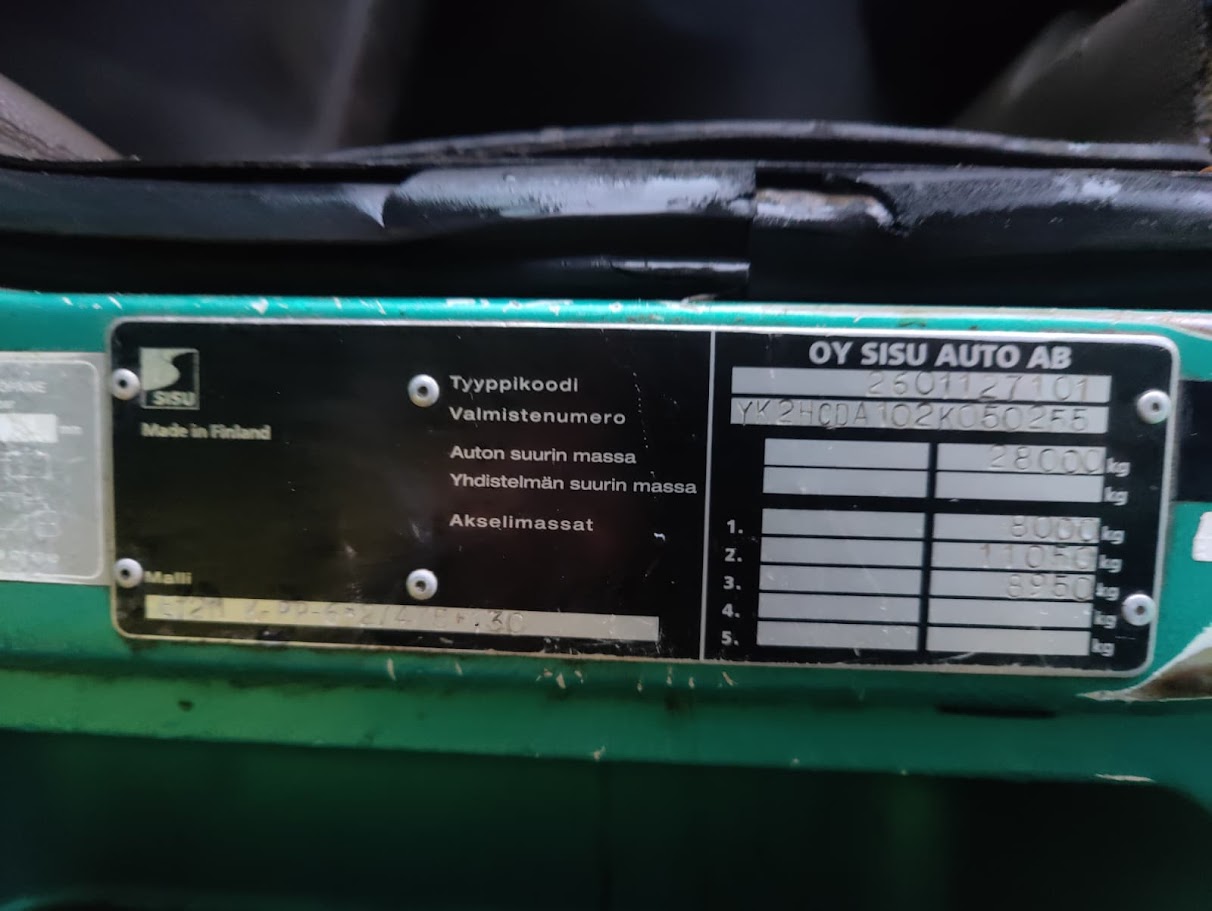 SISU
Made in Finland
OY SISU AUTO AB
Tyyppikoodi 2601127101
Valmistenumero YK2HCDA102K0502F5
Auton suurin massa 28000 kg
Yhdistelmän suurin massa kg
Akselimassat
1. 8000 kg
2. 11050 kg
3. 8950 kg
4. kg
5. kg
Malli